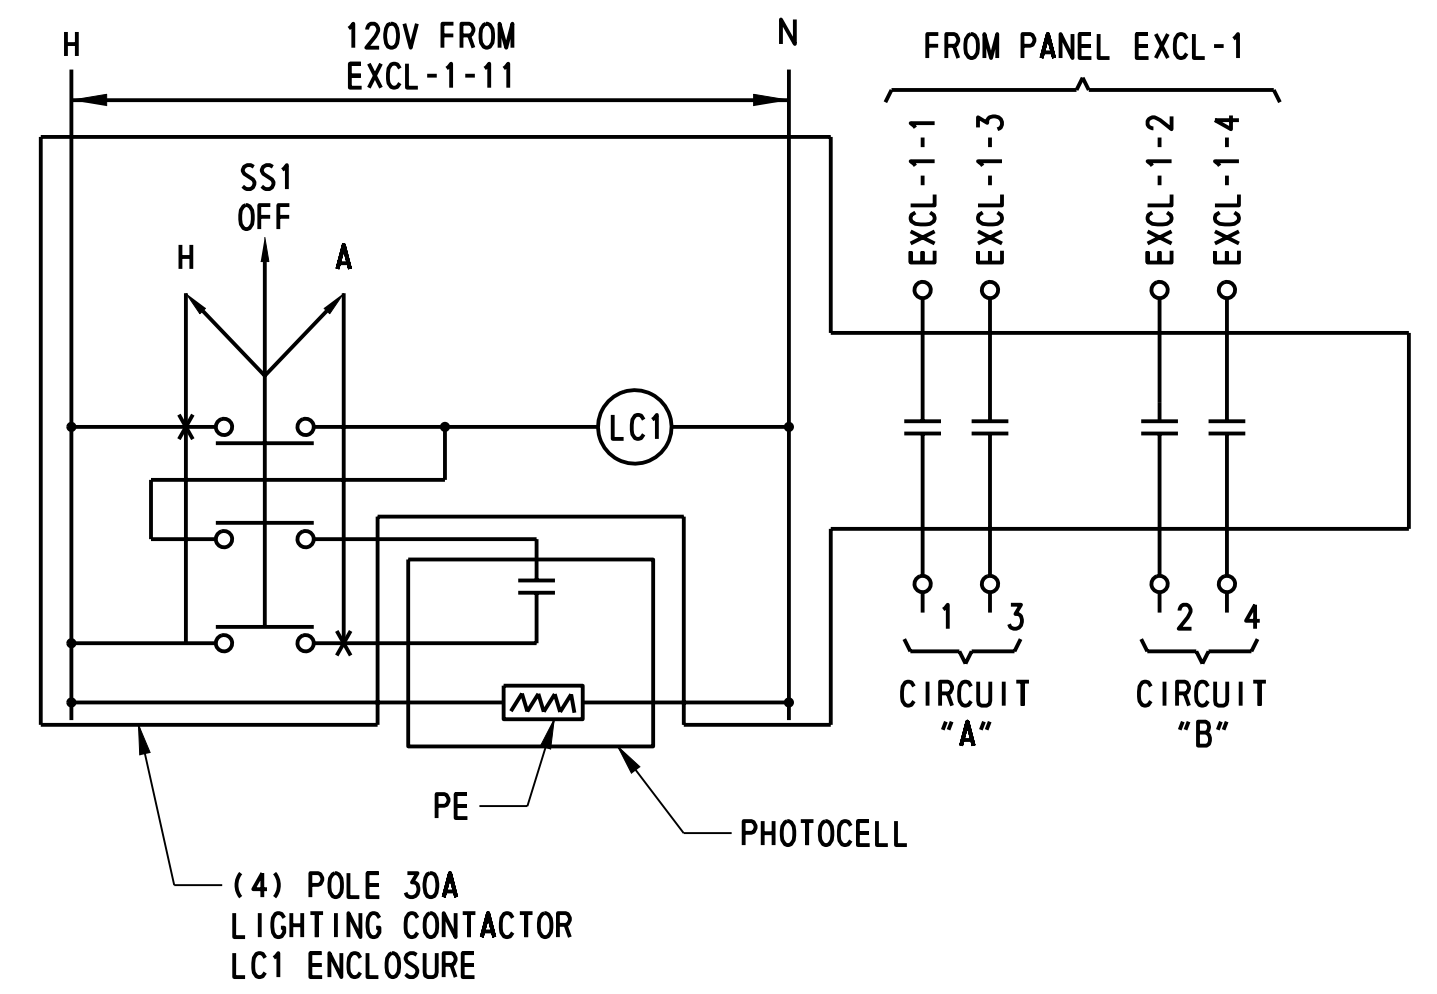 H
120V FROM
EXCL-1-11
N
FROM PANEL EXCL-1
EXCL-1-1
EXCL-1-3
EXCL-1-2
EXCL-1-4
SS1
OFF
H
A
LC1
1
3
2
4
CIRCUIT
"A"
CIRCUIT
"B"
PE
PHOTOCELL
(4) POLE 30A
LIGHTING CONTACTOR
LC1 ENCLOSURE